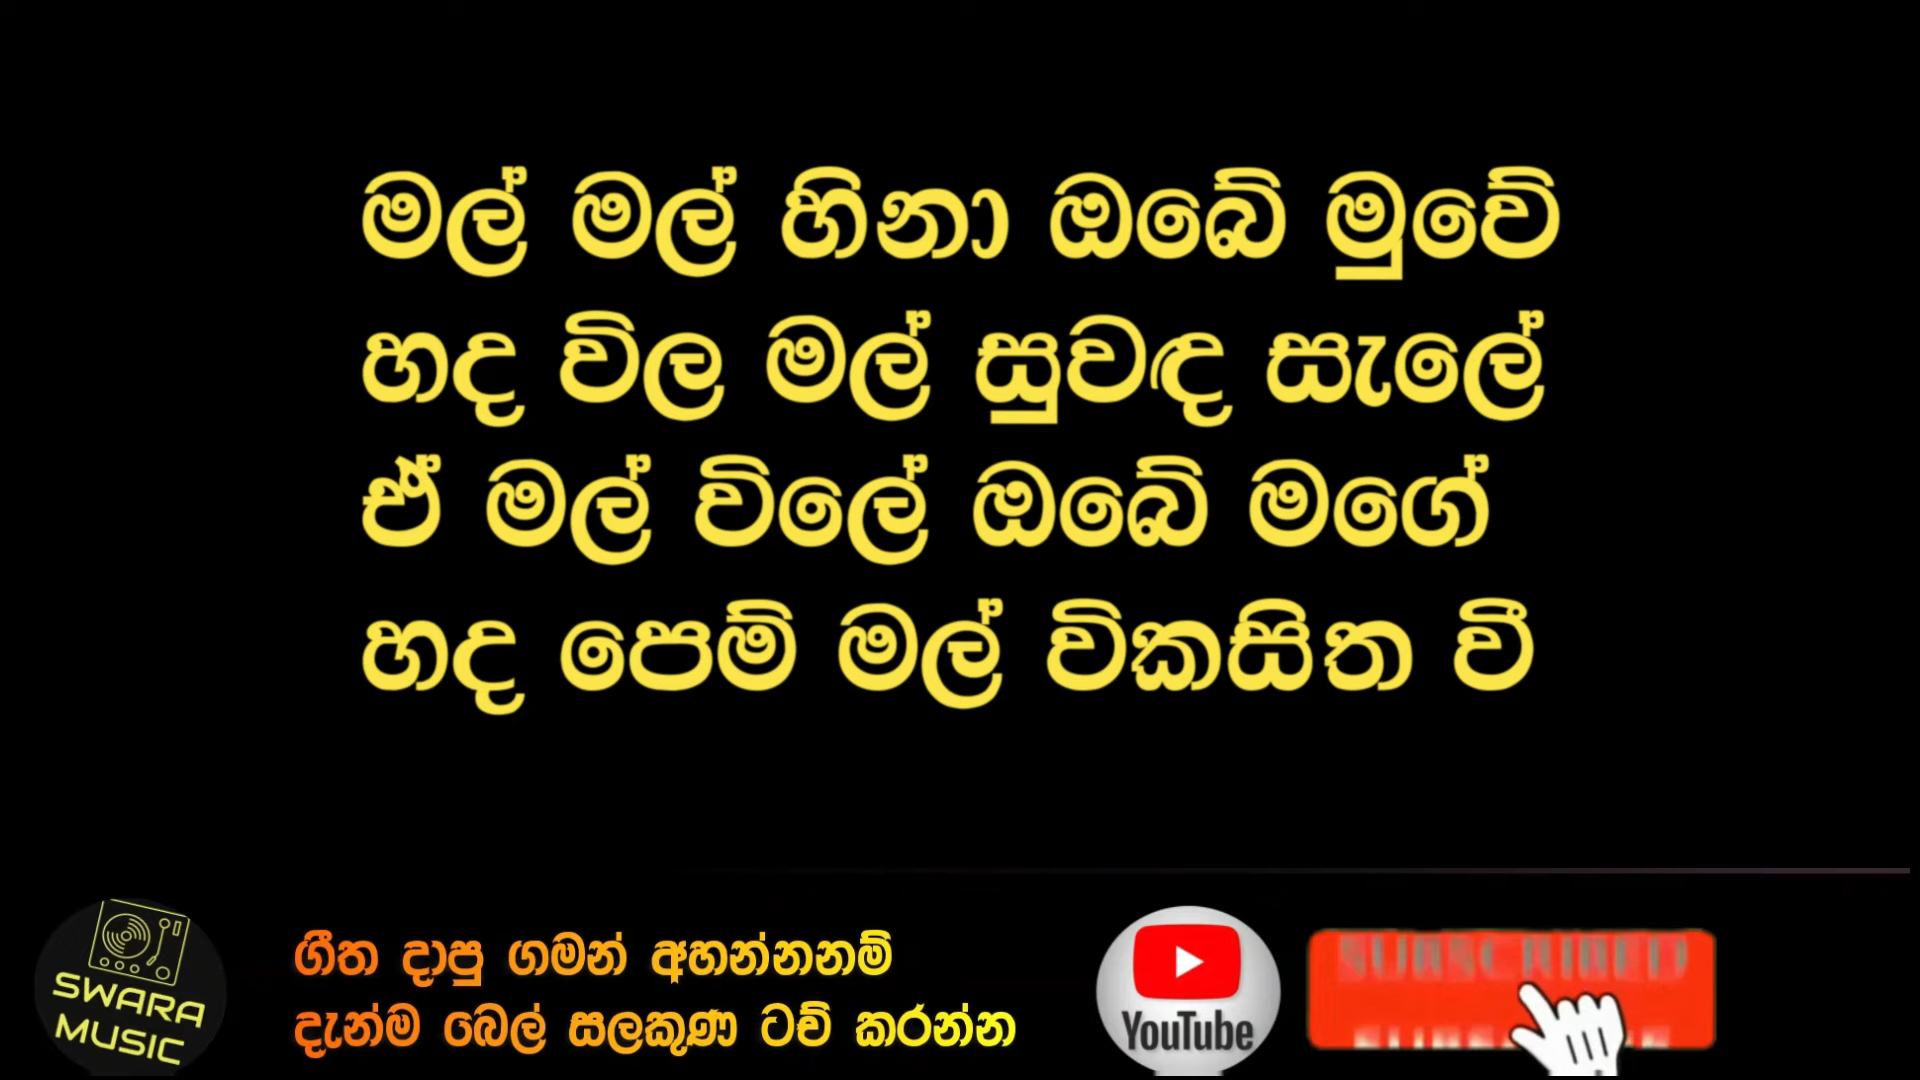 මල් මල් හිනා ඔබේ මුවේ
හද විල මල් සුවඳ සැලේ
ඒ මල් විලේ ඔබේ මගේ
හද පෙම් මල් විකසිත වී
SWARA
MUSIC
ගීත දාපු ගමන් අහන්නනම්
දැන්ම බෙල් සලකුණ ටච් කරන්න
YouTube